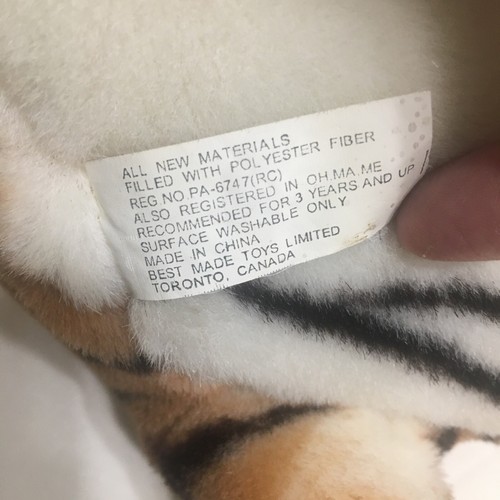 ALL NEW MATERIALS
FILLED WITH POLYESTER FIBER
REG NO.PA-6747(RC)
ALSO REGISTERED IN OH.MA.ME
RECOMMENDED FOR 3 YEARS AND UP
SURFACE WASHABLE ONLY
MADE IN CHINA
BEST MADE TOYS LIMITED
TORONTO, CANADA